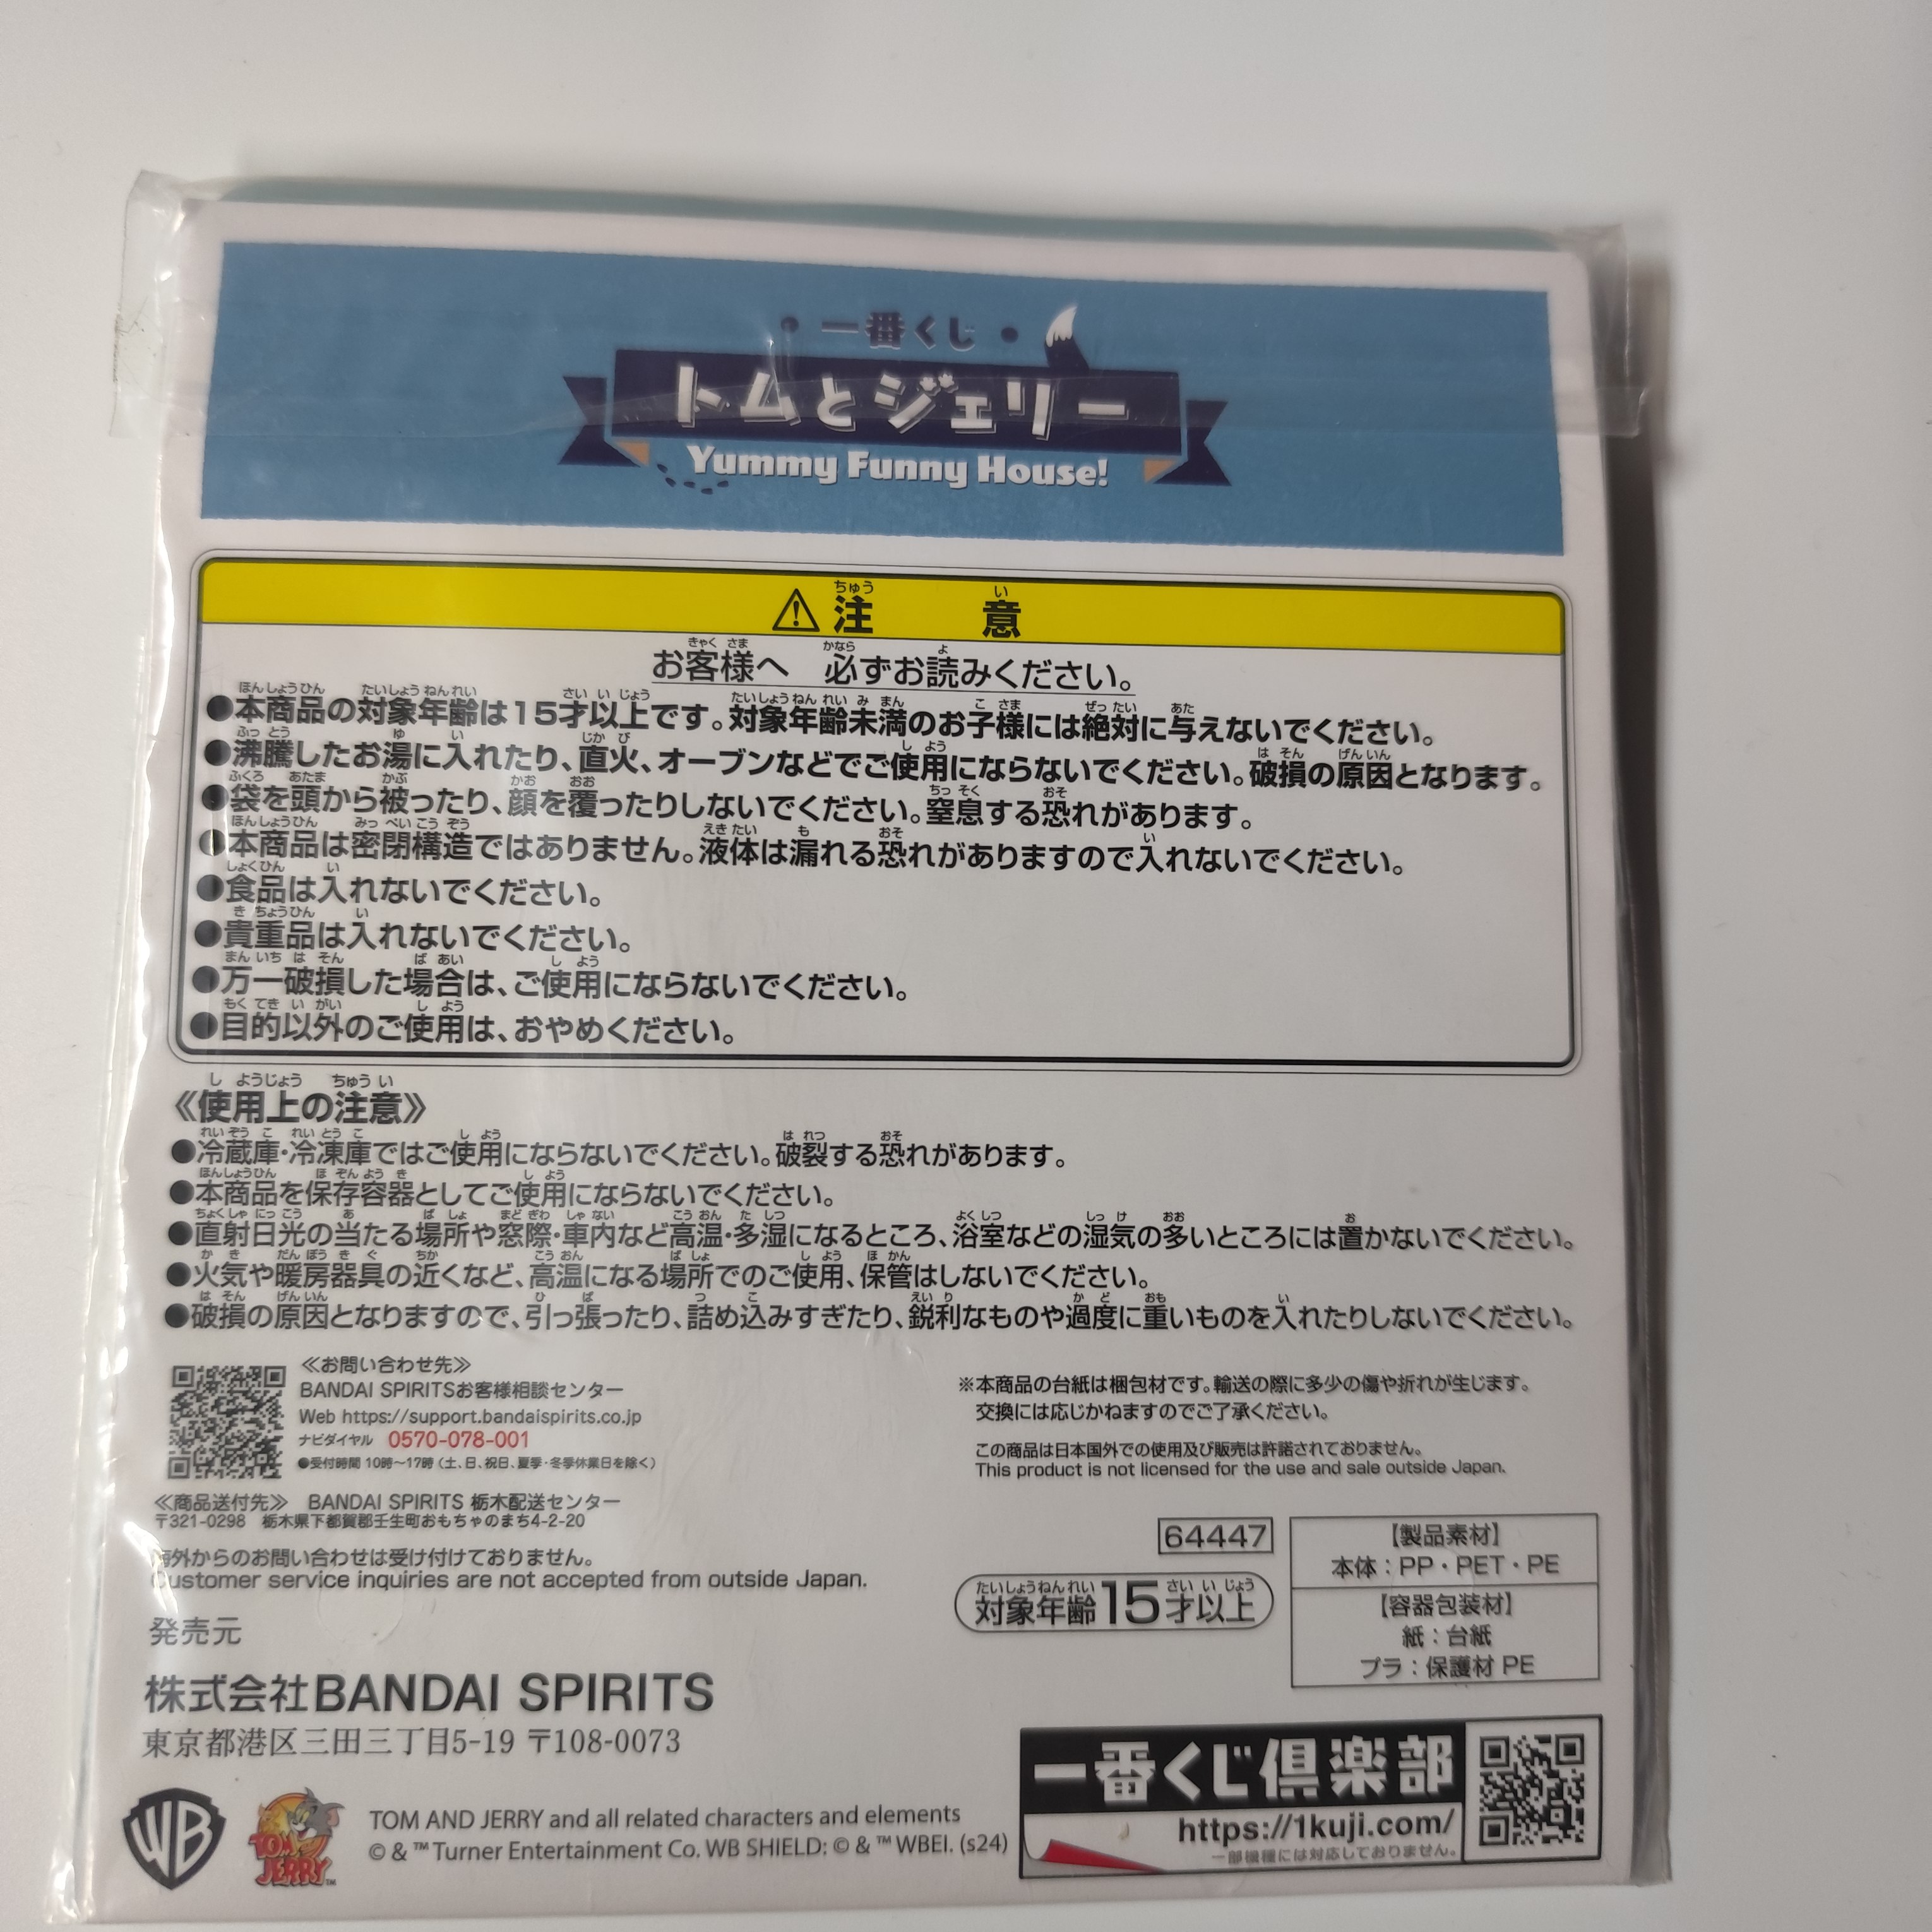 ・一番くじ・
トムとジェリー
Yummy Funny House!
⚠注意
お客様へ 必ずお読みください。
●本商品の対象年齢は15才以上です。対象年齢未満のお子様には絶対に与えないでください。
●沸騰したお湯に入れたり、直火、オーブンなどでご使用にならないでください。破損の原因となります。
●袋を頭から被ったり、顔を覆ったりしないでください。窒息する恐れがあります。
●本商品は密閉構造ではありません。液体は漏れる恐れがありますので入れないでください。
●食品は入れないでください。
●貴重品は入れないでください。
●万一破損した場合は、ご使用にならないでください。
●目的以外のご使用は、おやめください。
《使用上の注意》
●冷蔵庫・冷凍庫ではご使用にならないでください。破裂する恐れがあります。
●本商品を保存容器としてご使用にならないでください。
●直射日光の当たる場所や窓際・車内など高温・多湿になるところ、浴室などの湿気の多いところには置かないでください。
●火気や暖房器具の近くなど、高温になる場所でのご使用、保管はしないでください。
●破損の原因となりますので、引っ張ったり、詰め込みすぎたり、鋭利なものや過度に重いものを入れたりしないでください。
≪お問い合わせ先≫
BANDAI SPIRITSお客様相談センター
Web https://support.bandaispirits.co.jp
ナビダイヤル 0570-078-001
●受付時間 10時～17時（土、日、祝日、夏季・冬季休業日を除く）
≪商品送付先≫ BANDAI SPIRITS 栃木配送センター
〒321-0298 栃木県下都賀郡壬生町おもちゃのまち4-2-20
海外からのお問い合わせは受け付けておりません。
Customer service inquiries are not accepted from outside Japan.
※本商品の台紙は梱包材です。輸送の際に多少の傷や折れが生じます。
交換には応じかねますのでご了承ください。
この商品は日本国外での使用及び販売は許諾されておりません。
This product is not licensed for the use and sale outside Japan.
64447
対象年齢15才以上
【製品素材】
本体：PP・PET・PE
【容器包装材】
紙：台紙
プラ：保護材 PE
発売元
株式会社BANDAI SPIRITS
東京都港区三田三丁目5-19 〒108-0073
WB
TOM AND JERRY™
TOM AND JERRY and all related characters and elements
© & ™ Turner Entertainment Co. WB SHIELD: © & ™ WBEI. (s24)
一番くじ倶楽部
https://1kuji.com/
一部機種には対応しておりません。